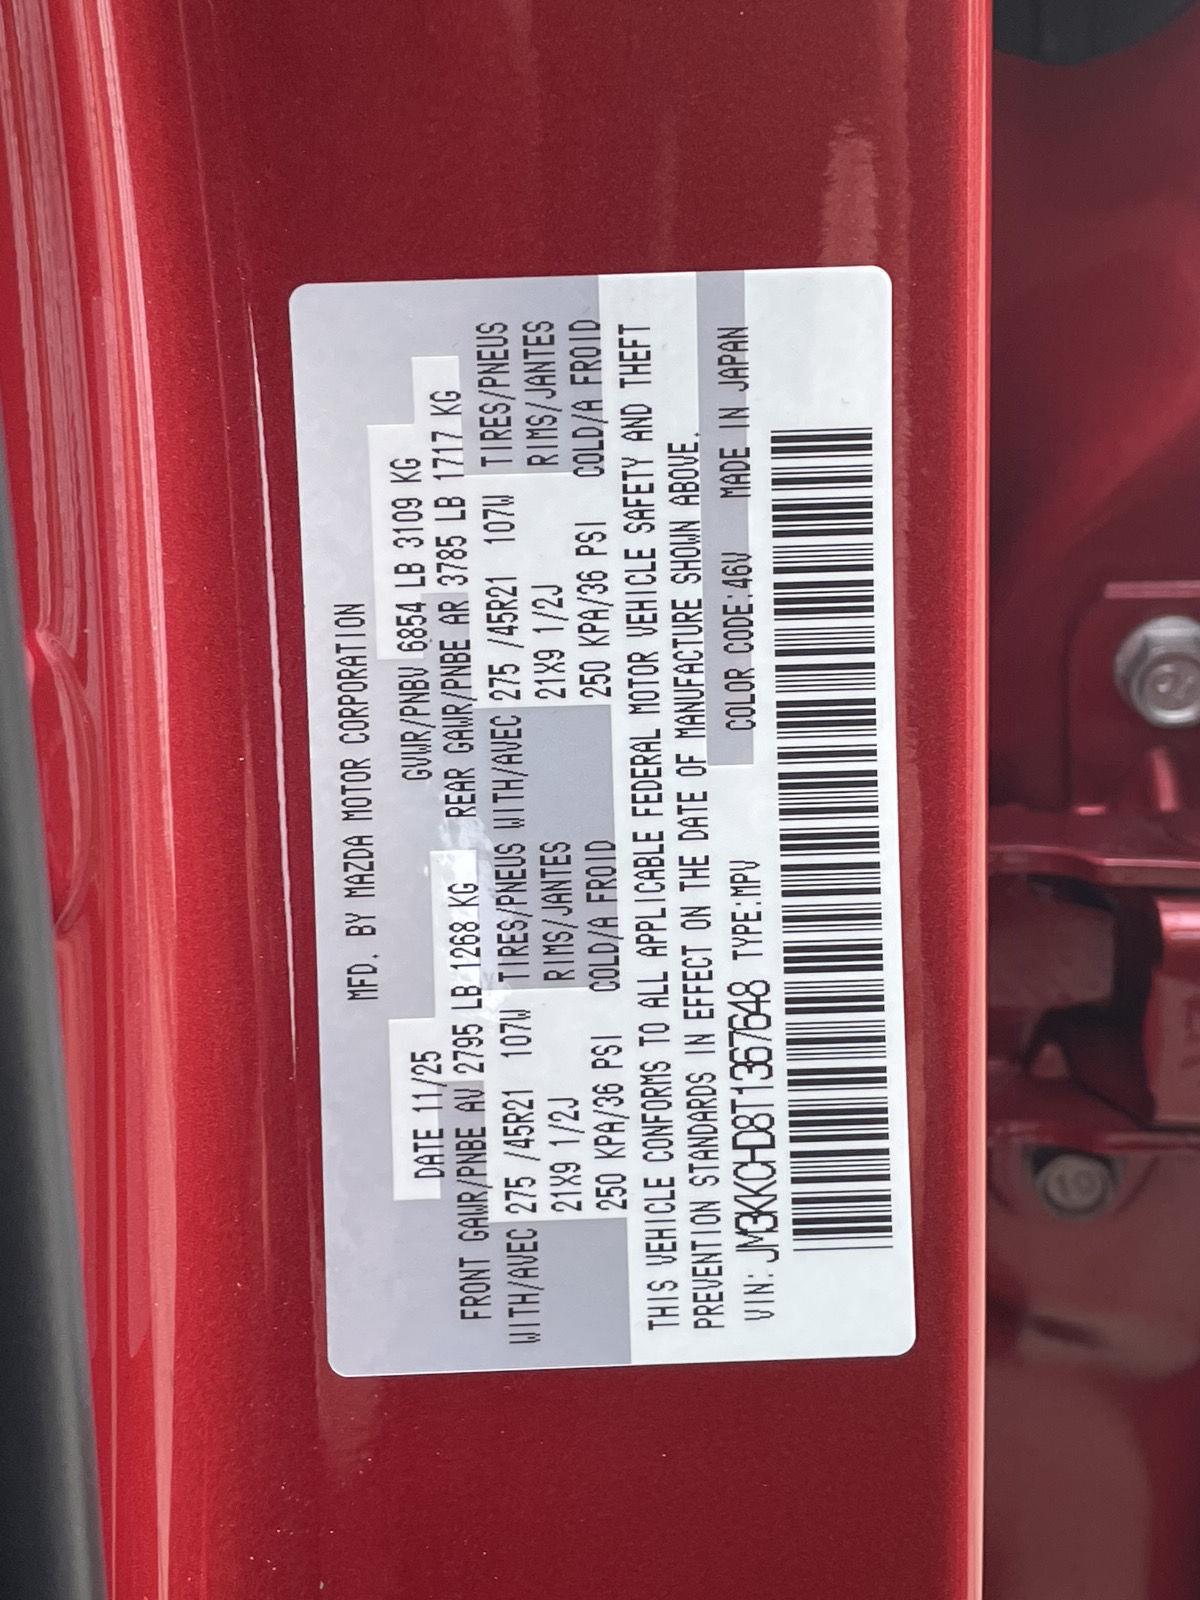 MFD. BY MAZDA MOTOR CORPORATION
DATE 11/25 GVWR/PNBV 6854 LB 3109 KG
FRONT GAWR/PNBE AV 2795 LB 1268 KG REAR GAWR/PNBE AR 3785 LB 1717 KG
WITH/AVEC 275 /45R21 107W TIRES/PNEUS WITH/AVEC 275 /45R21 107W TIRES/PNEUS
21X9 1/2J RIMS/JANTES 21X9 1/2J RIMS/JANTES
250 KPA/36 PSI COLD/A FROID 250 KPA/36 PSI COLD/A FROID
THIS VEHICLE CONFORMS TO ALL APPLICABLE FEDERAL MOTOR VEHICLE SAFETY AND THEFT
PREVENTION STANDARDS IN EFFECT ON THE DATE OF MANUFACTURE SHOWN ABOVE.
VIN: JM3KKCHD8T1367648 TYPE:MPV COLOR CODE:46V MADE IN JAPAN